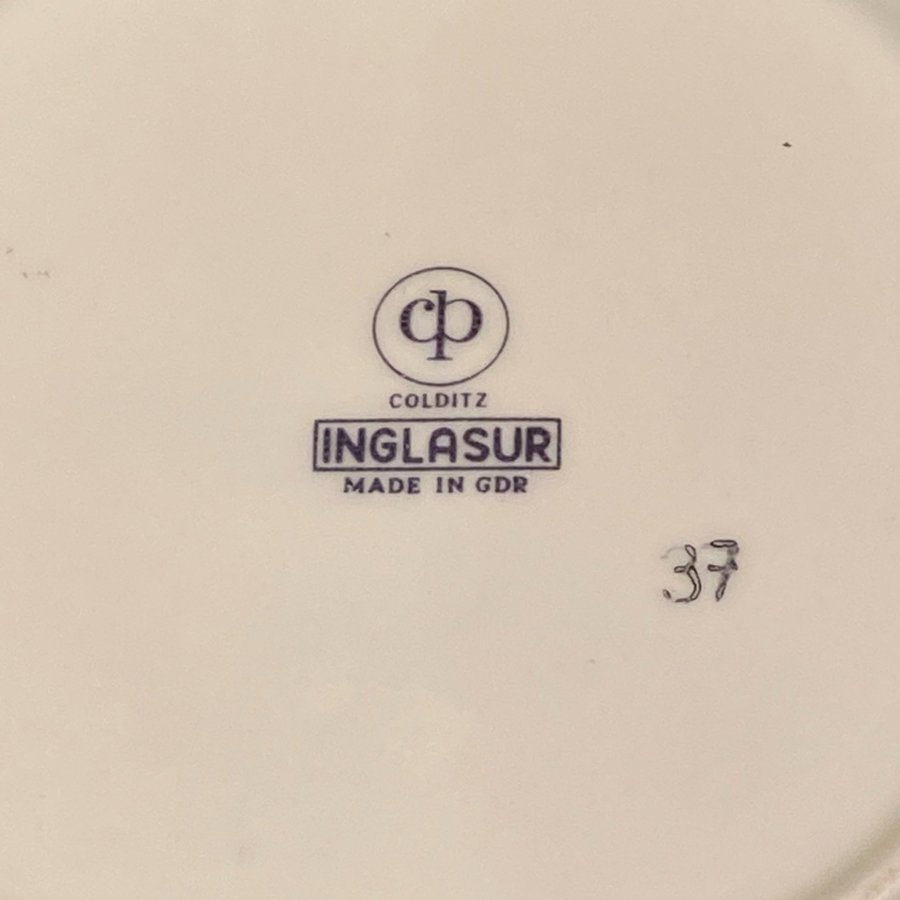 cp
COLDITZ
INGLASUR
MADE IN GDR
37